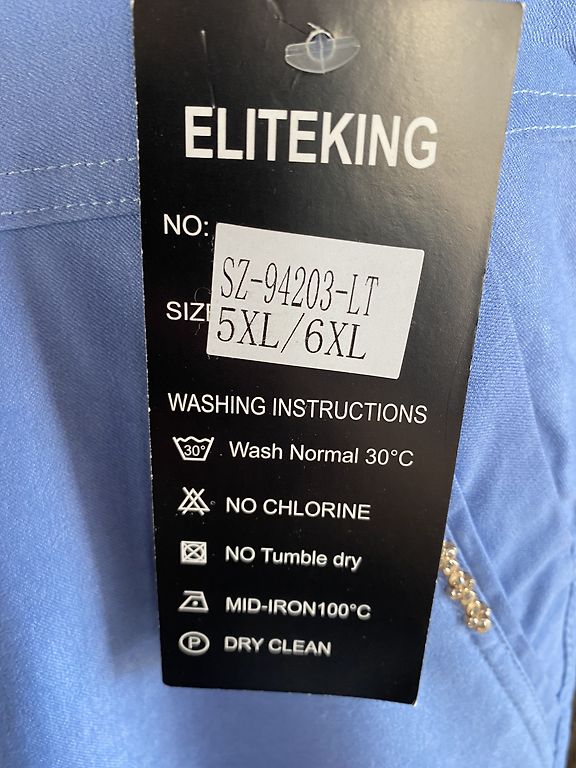 ELITEKING
NO:
SZ-94203-LT
SIZE
5XL/6XL
WASHING INSTRUCTIONS
30° Wash Normal 30°C
NO CHLORINE
NO Tumble dry
MID-IRON100°C
P DRY CLEAN